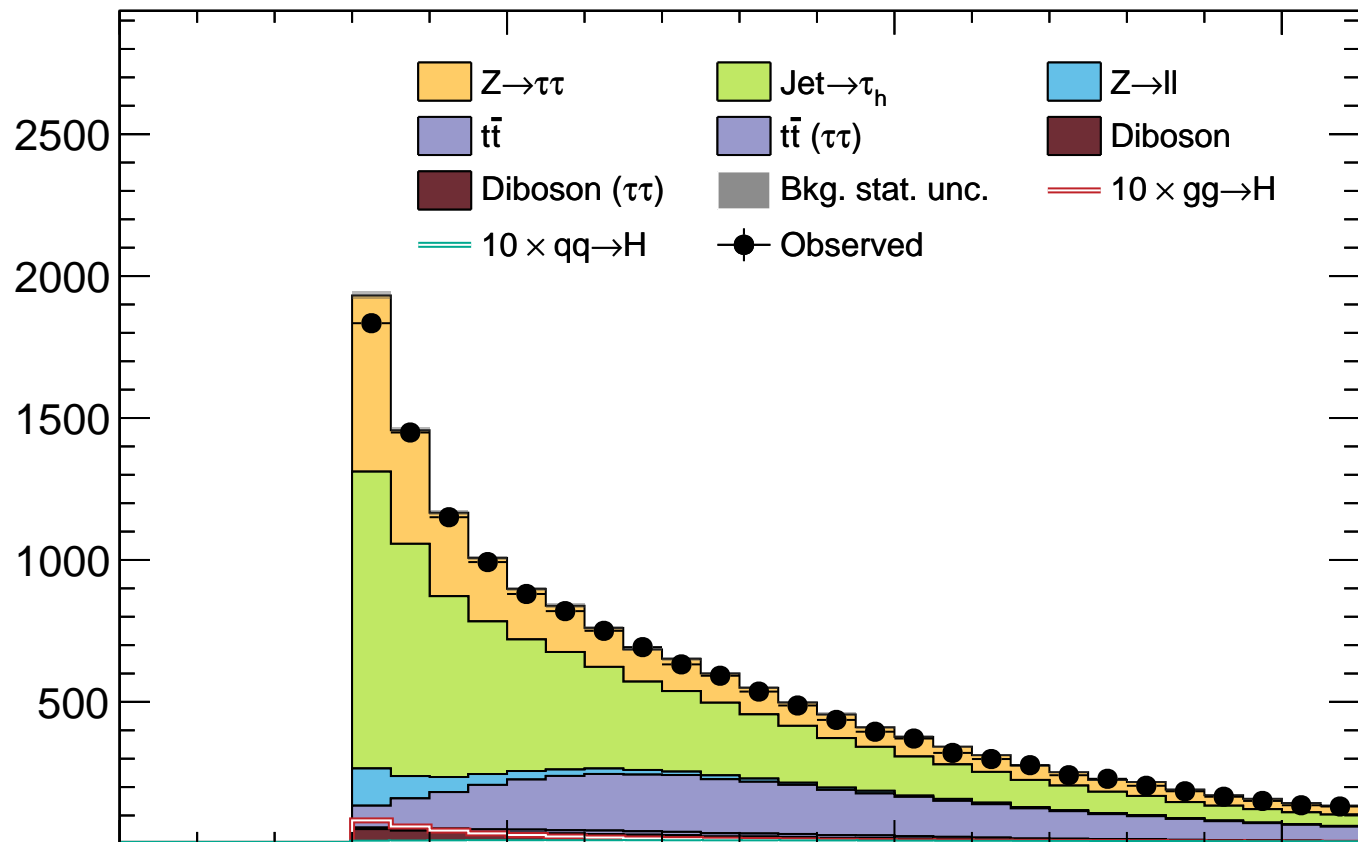 Z→ττ Jet→τₕ Z→ll
tt̄ tt̄ (ττ) Diboson
Diboson (ττ) Bkg. stat. unc. 10 × gg→H
10 × qq→H Observed
2500
2000
1500
1000
500